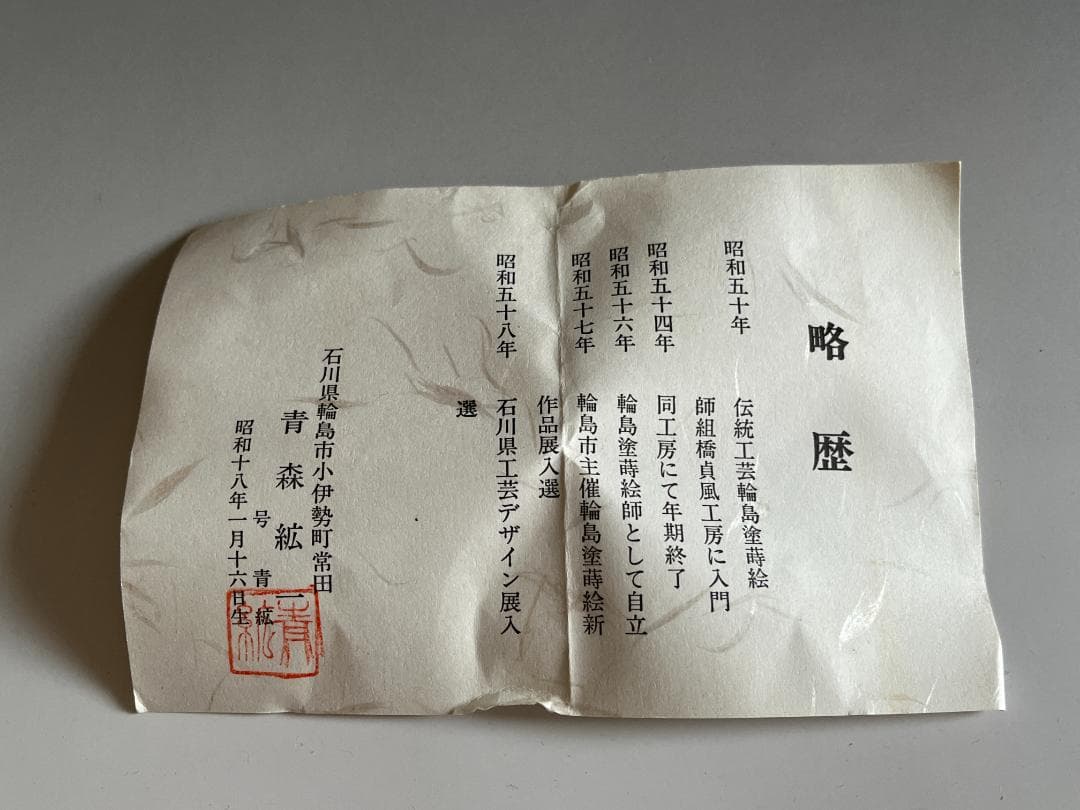 略歴
昭和五十年 伝統工芸輪島塗蒔絵
師組橋貞風工房に入門
昭和五十四年 同工房にて年期終了
昭和五十六年 輪島塗蒔絵師として自立
昭和五十七年 輪島市主催輪島塗蒔絵新
作品展入選
昭和五十八年 石川県工芸デザイン展入
選
石川県輪島市小伊勢町常田
青森紘一
号青紘
昭和十八年一月十六日生
青紘